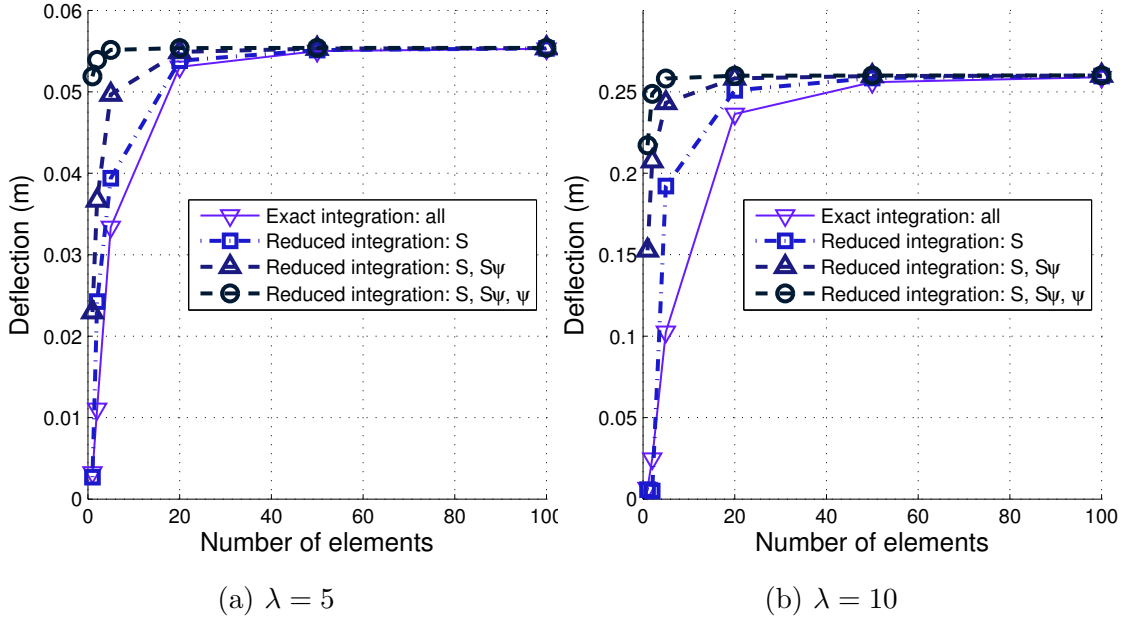 0.06
0.05
0.04
0.03
0.02
0.01
0
0 20 40 60 80 100
Deflection (m)
Number of elements
Exact integration: all
Reduced integration: S
Reduced integration: S, Sψ
Reduced integration: S, Sψ, ψ
(a) λ = 5
0.25
0.2
0.15
0.1
0.05
0
0 20 40 60 80 100
Deflection (m)
Number of elements
Exact integration: all
Reduced integration: S
Reduced integration: S, Sψ
Reduced integration: S, Sψ, ψ
(b) λ = 10